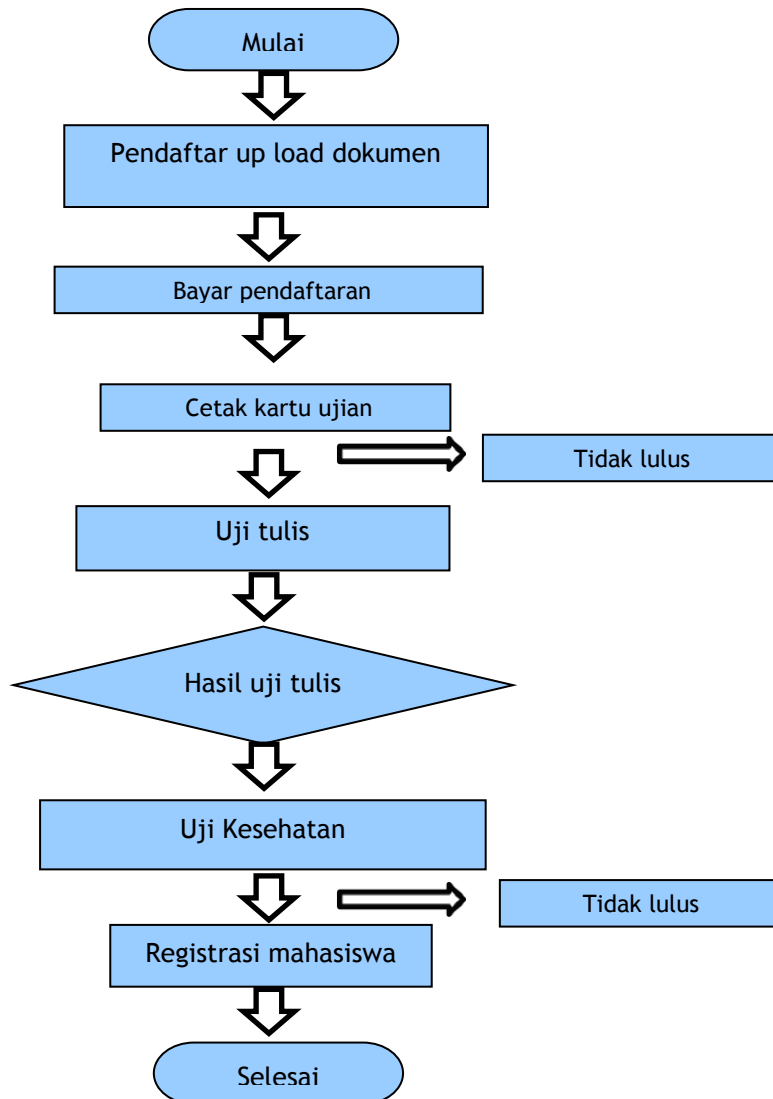 Mulai
Pendaftar up load dokumen
Bayar pendaftaran
Cetak kartu ujian
Tidak lulus
Uji tulis
Hasil uji tulis
Uji Kesehatan
Tidak lulus
Registrasi mahasiswa
Selesai